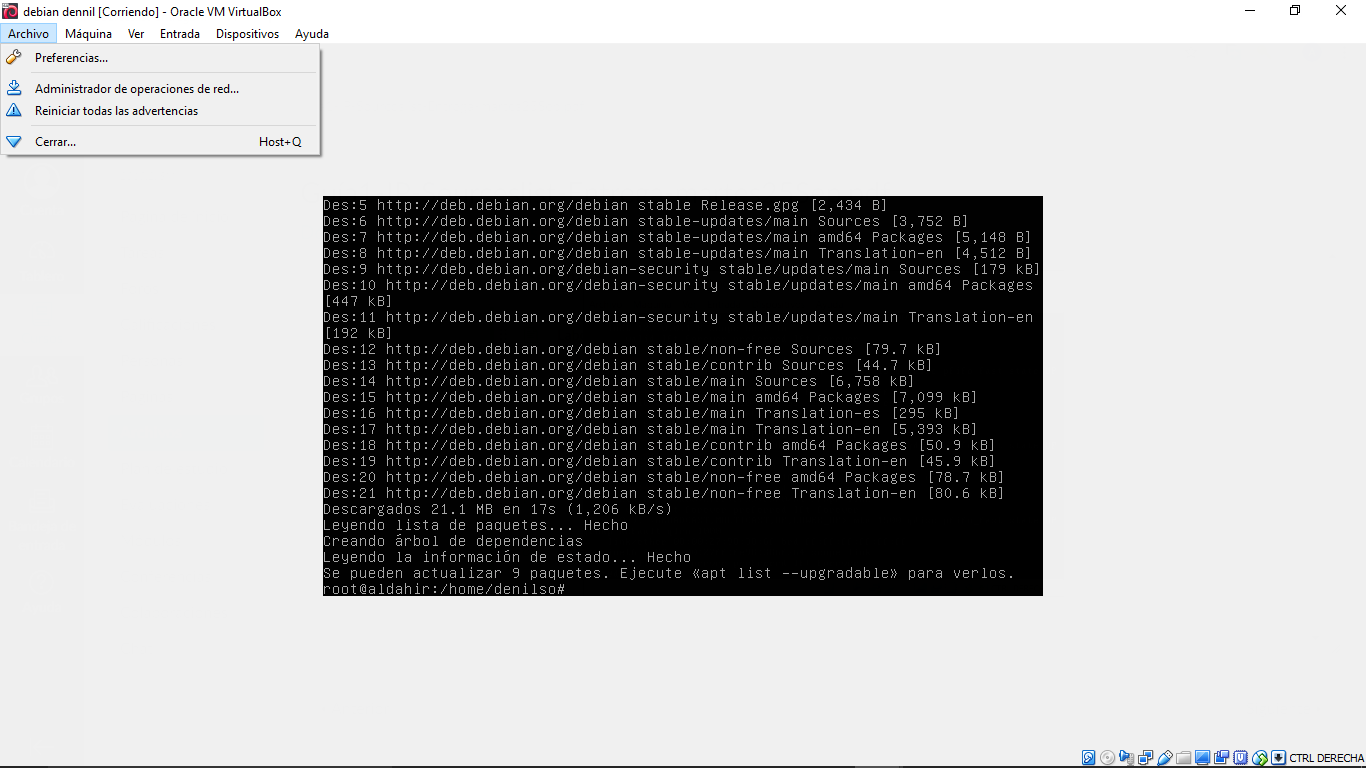 debian dennil [Corriendo] - Oracle VM VirtualBox
Archivo Máquina Ver Entrada Dispositivos Ayuda
Preferencias...
Administrador de operaciones de red...
Reiniciar todas las advertencias
Cerrar... Host+Q
Des:5 http://deb.debian.org/debian stable Release.gpg [2,434 B]
Des:6 http://deb.debian.org/debian stable-updates/main Sources [3,752 B]
Des:7 http://deb.debian.org/debian stable-updates/main amd64 Packages [5,148 B]
Des:8 http://deb.debian.org/debian stable-updates/main Translation-en [4,512 B]
Des:9 http://deb.debian.org/debian-security stable/updates/main Sources [179 kB]
Des:10 http://deb.debian.org/debian-security stable/updates/main amd64 Packages
[447 kB]
Des:11 http://deb.debian.org/debian-security stable/updates/main Translation-en
[192 kB]
Des:12 http://deb.debian.org/debian stable/non-free Sources [79.7 kB]
Des:13 http://deb.debian.org/debian stable/contrib Sources [44.7 kB]
Des:14 http://deb.debian.org/debian stable/main Sources [6,758 kB]
Des:15 http://deb.debian.org/debian stable/main amd64 Packages [7,099 kB]
Des:16 http://deb.debian.org/debian stable/main Translation-es [295 kB]
Des:17 http://deb.debian.org/debian stable/main Translation-en [5,393 kB]
Des:18 http://deb.debian.org/debian stable/contrib amd64 Packages [50.9 kB]
Des:19 http://deb.debian.org/debian stable/contrib Translation-en [45.9 kB]
Des:20 http://deb.debian.org/debian stable/non-free amd64 Packages [78.7 kB]
Des:21 http://deb.debian.org/debian stable/non-free Translation-en [80.6 kB]
Descargados 21.1 MB en 17s (1,206 kB/s)
Leyendo lista de paquetes... Hecho
Creando árbol de dependencias
Leyendo la información de estado... Hecho
Se pueden actualizar 9 paquetes. Ejecute «apt list --upgradable» para verlos.
root@aldahir:/home/denilso#
CTRL DERECHA